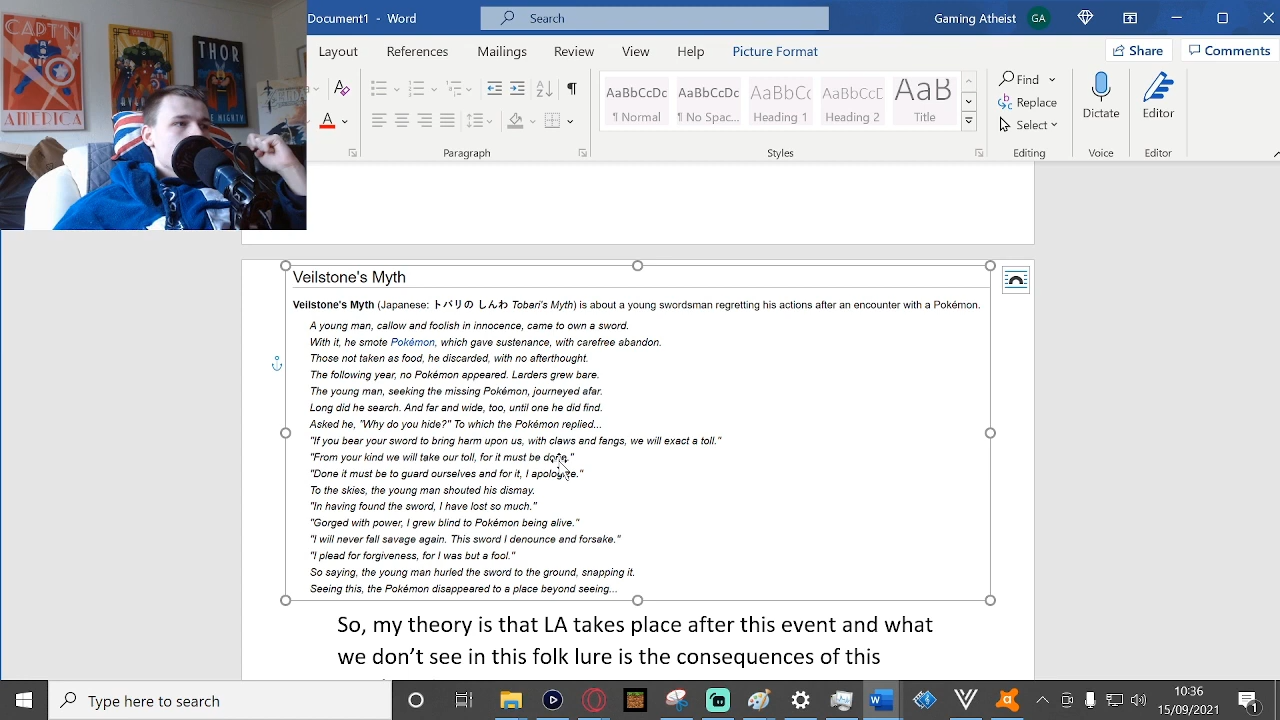 Document1 - Word
Search
Gaming Atheist
GA
CAPT'N
AMERICA
MARVEL
THOR
THE MIGHTY
Layout References Mailings Review View Help Picture Format
Share
Comments
AaBbCcDc AaBbCcDc AaBbCc AaBbCcD AaB
¶ Normal ¶ No Spac... Heading Heading 2 Title
Find
Replace
Select
Dictate
Editor
Paragraph Styles Editing Voice Editor
Veilstone's Myth
Veilstone's Myth (Japanese: トバリの しんわ Tobari's Myth) is about a young swordsman regretting his actions after an encounter with a Pokémon.
A young man, callow and foolish in innocence, came to own a sword.
With it, he smote Pokémon, which gave sustenance, with carefree abandon.
Those not taken as food, he discarded, with no afterthought.
The following year, no Pokémon appeared. Larders grew bare.
The young man, seeking the missing Pokémon, journeyed afar.
Long did he search. And far and wide, too, until one he did find.
Asked he, "Why do you hide?" To which the Pokémon replied...
"If you bear your sword to bring harm upon us, with claws and fangs, we will exact a toll."
"From your kind we will take our toll, for it must be done."
"Done it must be to guard ourselves and for it, I apologize."
To the skies, the young man shouted his dismay.
"In having found the sword, I have lost so much."
"Gorged with power, I grew blind to Pokémon being alive."
"I will never fall savage again. This sword I denounce and forsake."
"I plead for forgiveness, for I was but a fool."
So saying, the young man hurled the sword to the ground, snapping it.
Seeing this, the Pokémon disappeared to a place beyond seeing...
So, my theory is that LA takes place after this event and what
we don't see in this folk lure is the consequences of this
Type here to search
10:36
15/09/2021